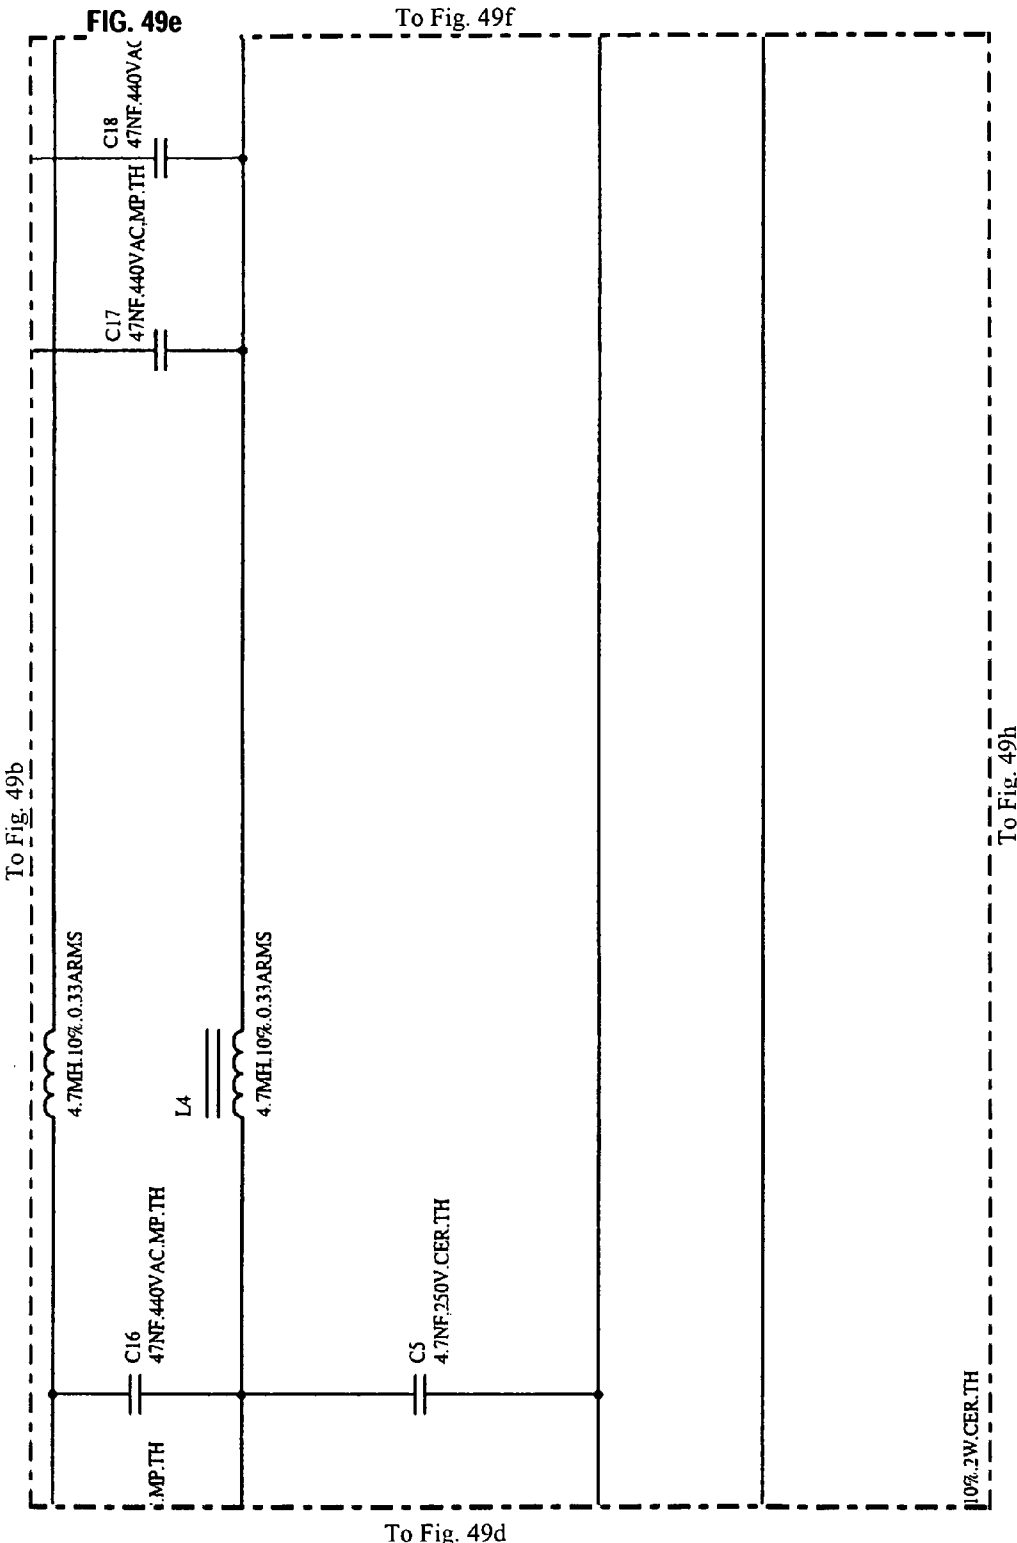 FIG. 49e
To Fig. 49f
C18
47NF.440VAC
C17
47NF.440VAC,MP.TH
To Fig. 49b
4.7MH.10%.0.33ARMS
L4
4.7MH.10%.0.33ARMS
To Fig. 49h
C16
47NF.440VAC.MP.TH
C5
4.7NF.250V.CER.TH
.MP.TH
10%.2W.CER.TH
To Fig. 49d